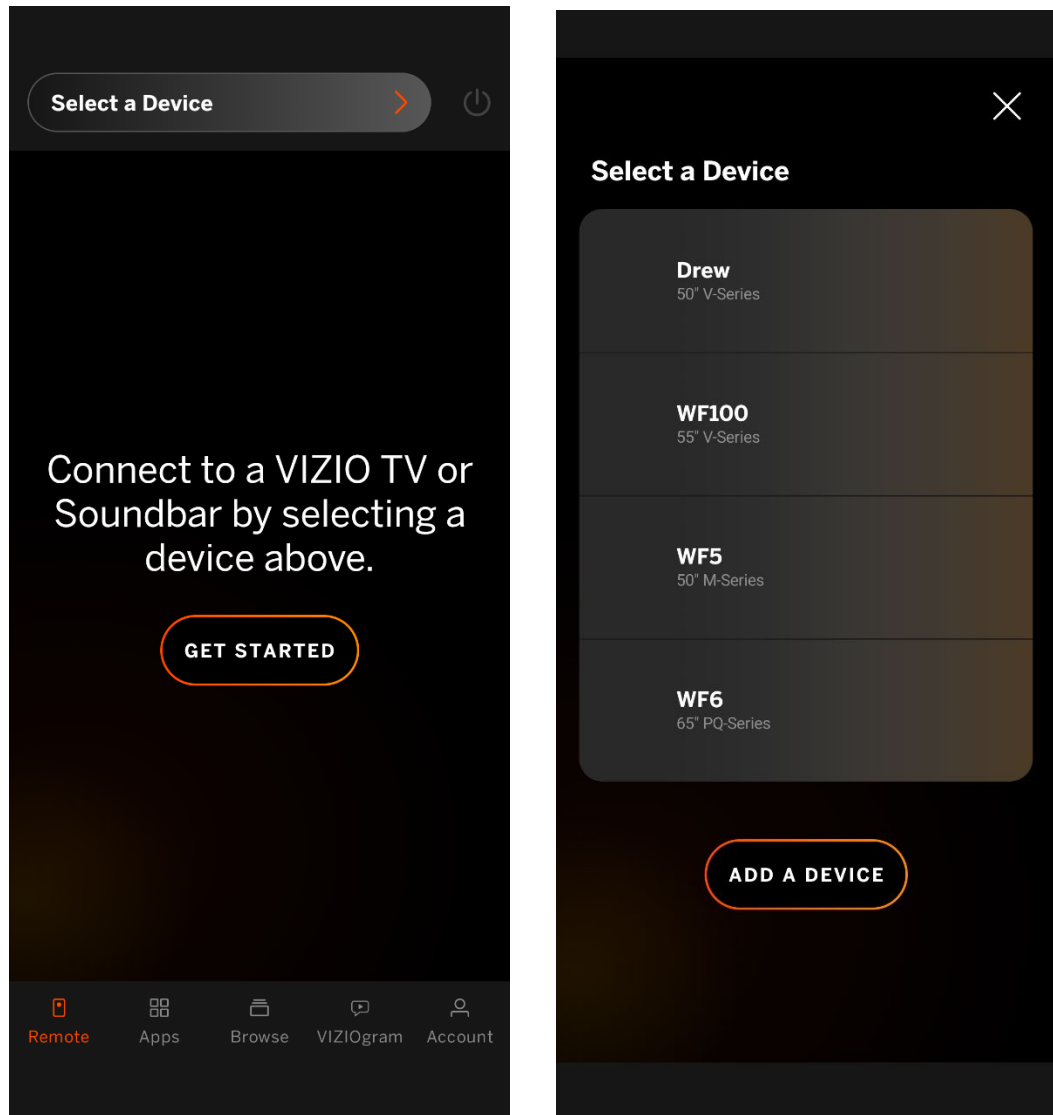 Select a Device
Connect to a VIZIO TV or
Soundbar by selecting a
device above.
GET STARTED
Remote
Apps
Browse
VIZIOgram
Account
Select a Device
Drew
50" V-Series
WF100
55" V-Series
WF5
50" M-Series
WF6
65" PQ-Series
ADD A DEVICE